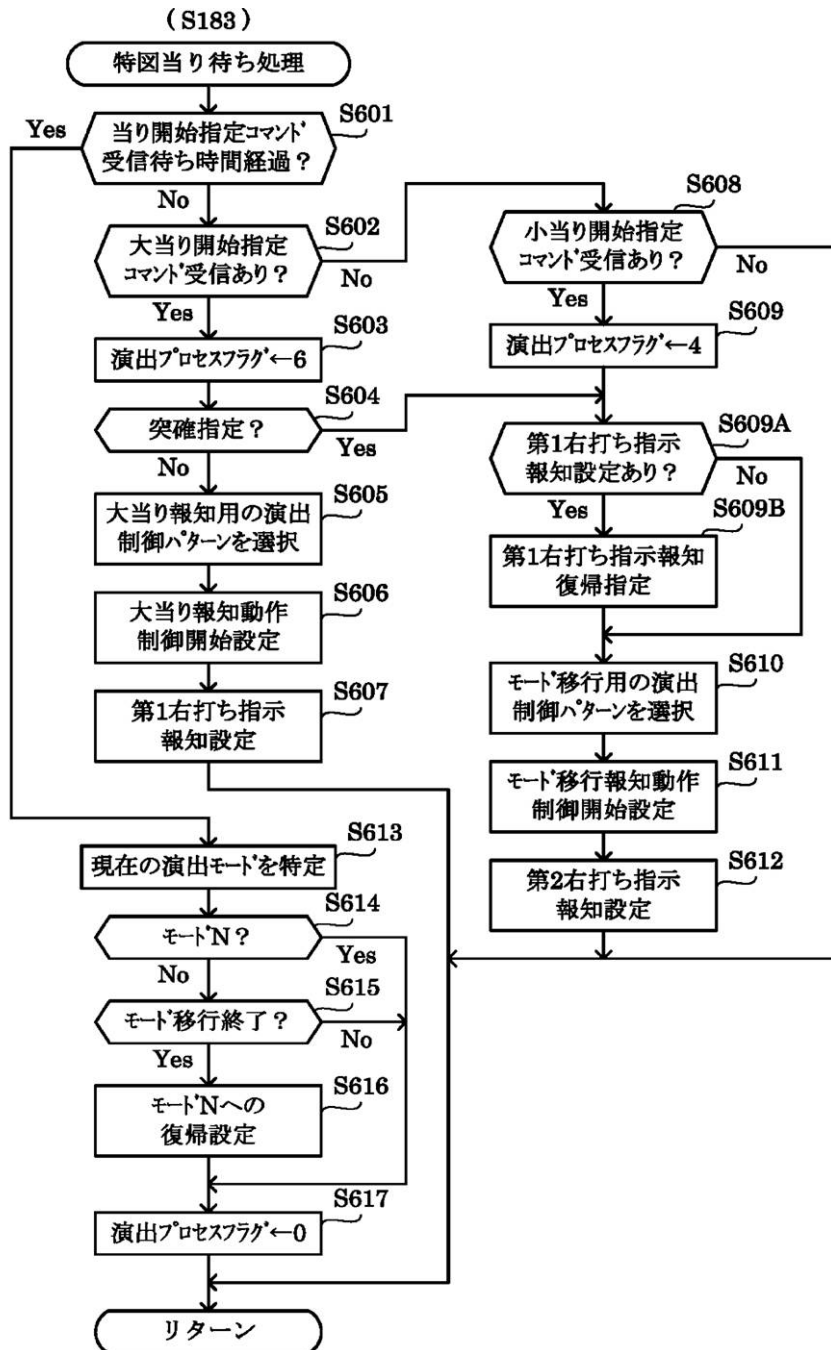 (S183)
特図当り待ち処理
S601
Yes
当り開始指定コマンド
受信待ち時間経過?
No
S602
大当り開始指定
コマンド受信あり?
No
Yes
S603
演出プロセスフラグ←6
S604
突確指定?
Yes
No
S605
大当り報知用の演出
制御パターンを選択
S606
大当り報知動作
制御開始設定
S607
第1右打ち指示
報知設定
S608
小当り開始指定
コマンド受信あり?
No
Yes
S609
演出プロセスフラグ←4
S609A
第1右打ち指示
報知設定あり?
No
Yes
S609B
第1右打ち指示報知
復帰指定
S610
モード移行用の演出
制御パターンを選択
S611
モード移行報知動作
制御開始設定
S612
第2右打ち指示
報知設定
S613
現在の演出モードを特定
S614
モードN?
Yes
No
S615
モード移行終了?
No
Yes
S616
モードNへの
復帰設定
S617
演出プロセスフラグ←0
リターン